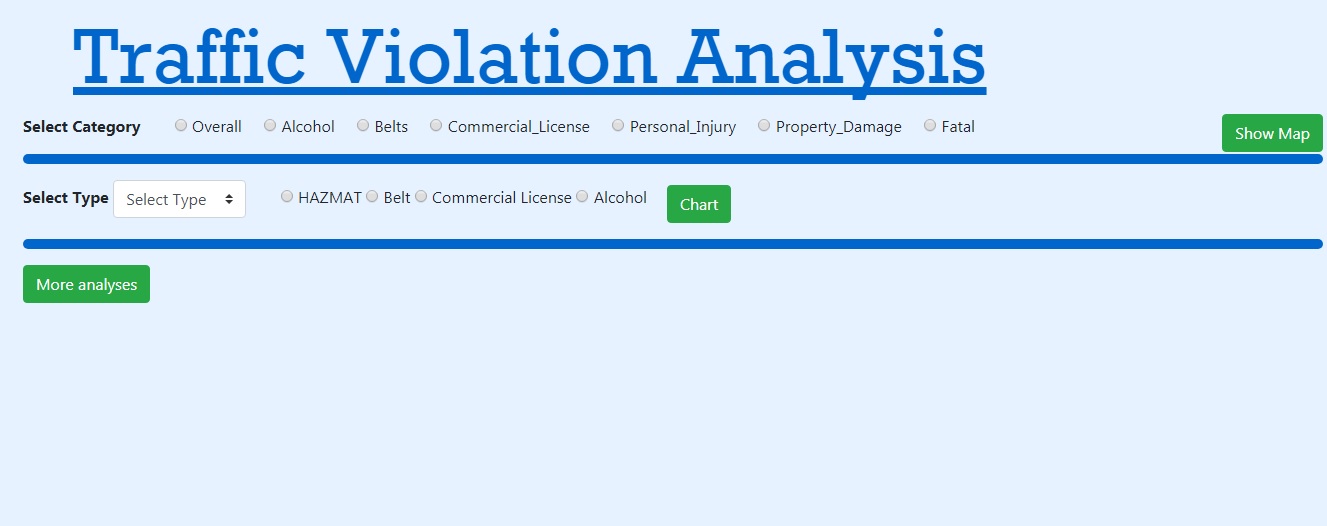 Traffic Violation Analysis
Select Category Overall Alcohol Belts Commercial_License Personal_Injury Property_Damage Fatal Show Map
Select Type Select Type HAZMAT Belt Commercial License Alcohol Chart
More analyses